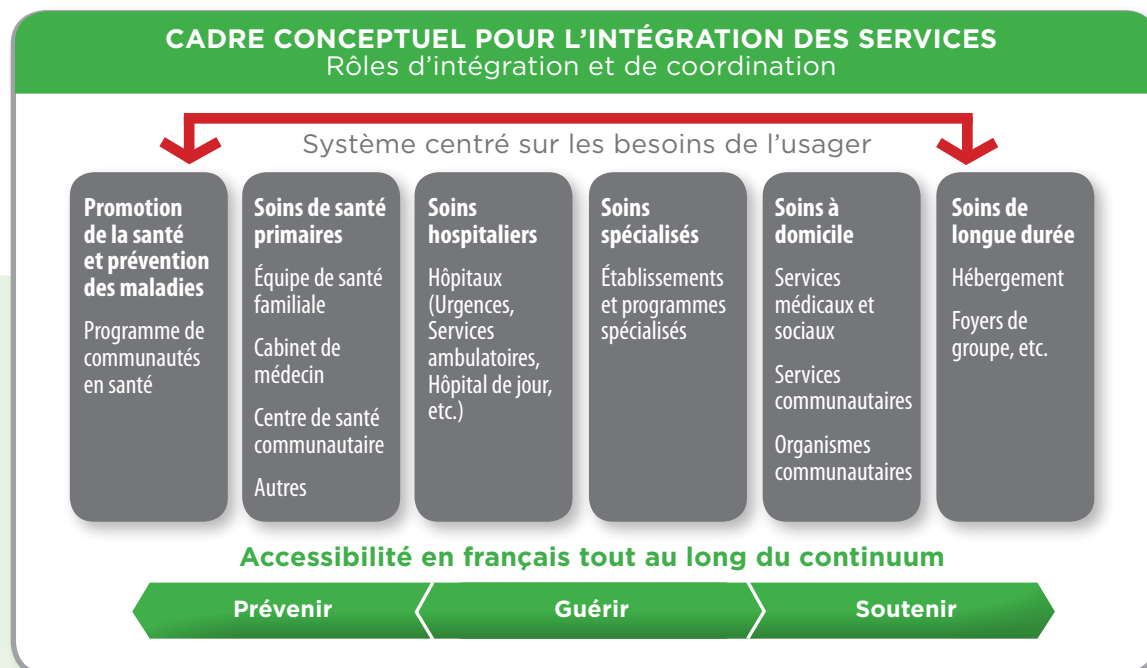 CADRE CONCEPTUEL POUR L'INTÉGRATION DES SERVICES
Rôles d'intégration et de coordination
Système centré sur les besoins de l'usager
Promotion
de la santé
et prévention
des maladies
Programme de
communautés
en santé
Soins de santé
primaires
Équipe de santé
familiale
Cabinet de
médecin
Centre de santé
communautaire
Autres
Soins
hospitaliers
Hôpitaux
(Urgences,
Services
ambulatoires,
Hôpital de jour,
etc.)
Soins
spécialisés
Établissements
et programmes
spécialisés
Soins à
domicile
Services
médicaux et
sociaux
Services
communautaires
Organismes
communautaires
Soins de
longue durée
Hébergement
Foyers de
groupe, etc.
Accessibilité en français tout au long du continuum
Prévenir
Guérir
Soutenir